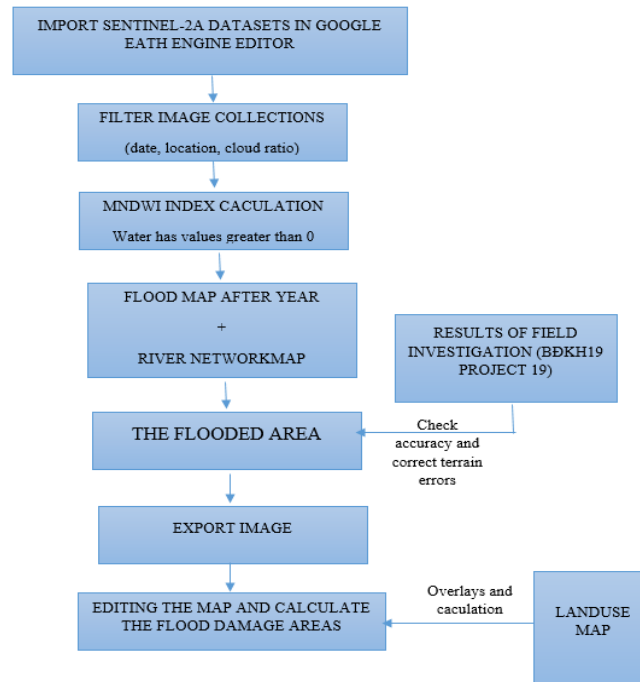 IMPORT SENTINEL-2A DATASETS IN GOOGLE
EATH ENGINE EDITOR
FILTER IMAGE COLLECTIONS
(date, location, cloud ratio)
MNDWI INDEX CACULATION
Water has values greater than 0
FLOOD MAP AFTER YEAR
+
RIVER NETWORKMAP
RESULTS OF FIELD
INVESTIGATION (BĐKH19
PROJECT 19)
THE FLOODED AREA
Check
accuracy and
correct terrain
errors
EXPORT IMAGE
EDITING THE MAP AND CALCULATE
THE FLOOD DAMAGE AREAS
Overlays and
caculation
LANDUSE
MAP